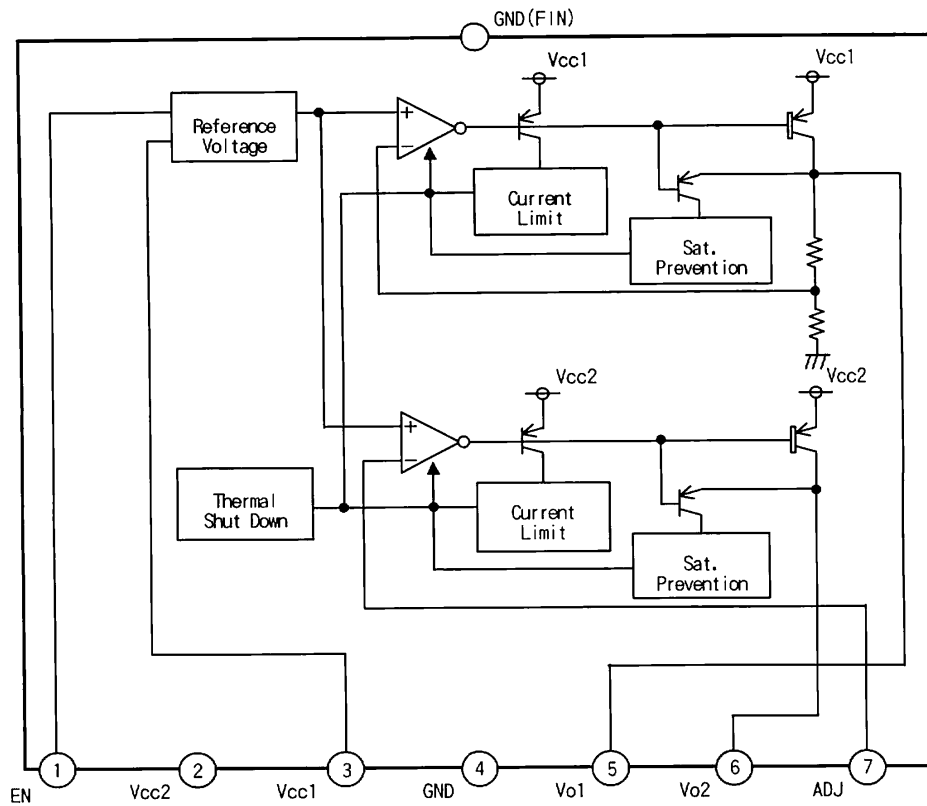 GND(FIN)
Vcc1
Vcc1
Reference
Voltage
+
−
Current
Limit
Sat.
Prevention
Vcc2
Vcc2
+
−
Thermal
Shut Down
Current
Limit
Sat.
Prevention
1
2
3
4
5
6
7
EN
Vcc2
Vcc1
GND
Vo1
Vo2
ADJ